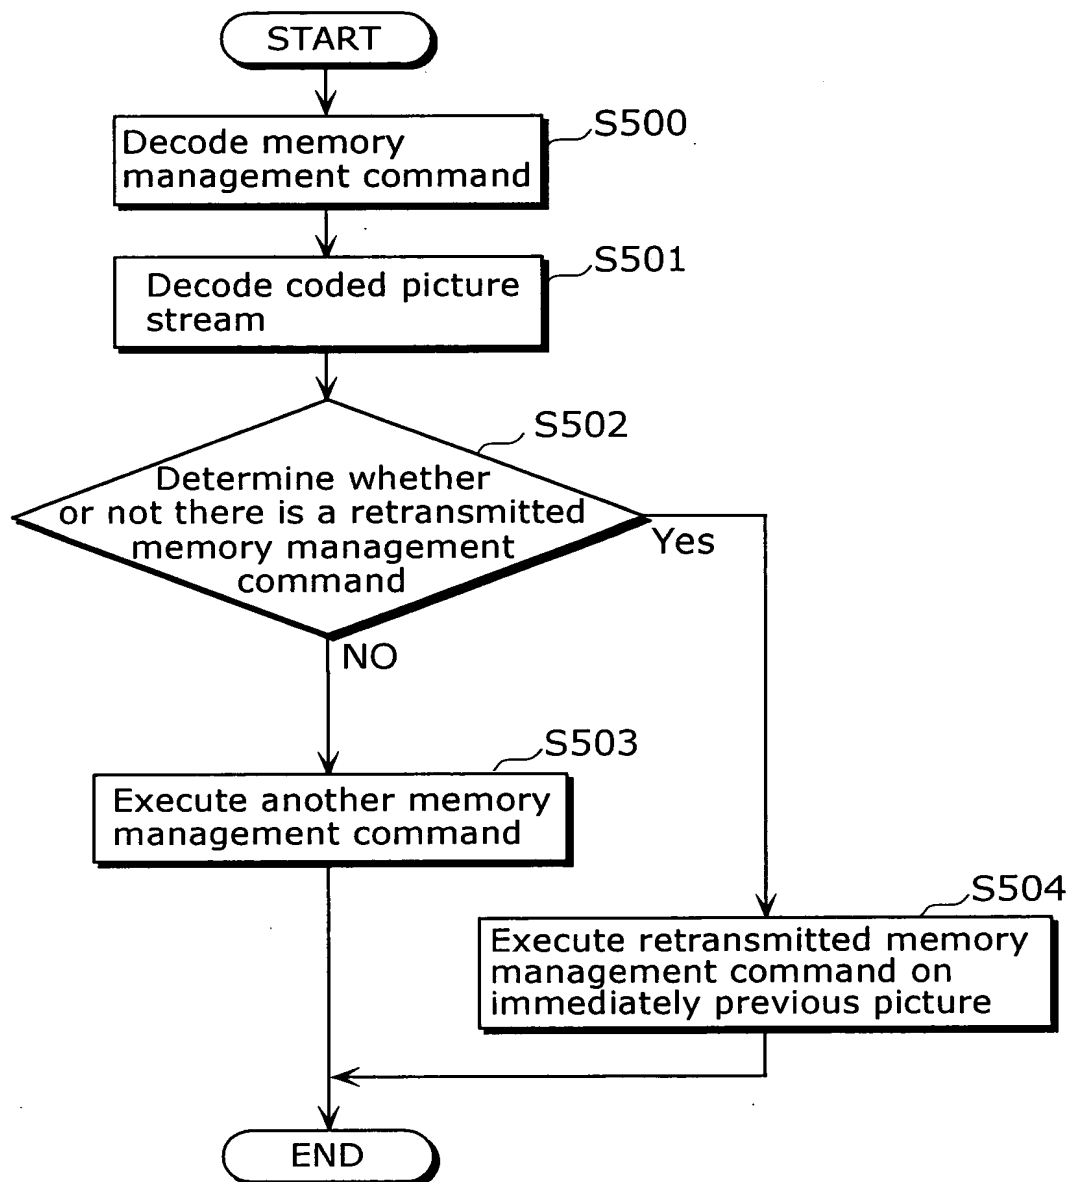 START
Decode memory
management command
S500
Decode coded picture
stream
S501
S502
Determine whether
or not there is a retransmitted
memory management
command
Yes
NO
S503
Execute another memory
management command
S504
Execute retransmitted memory
management command on
immediately previous picture
END